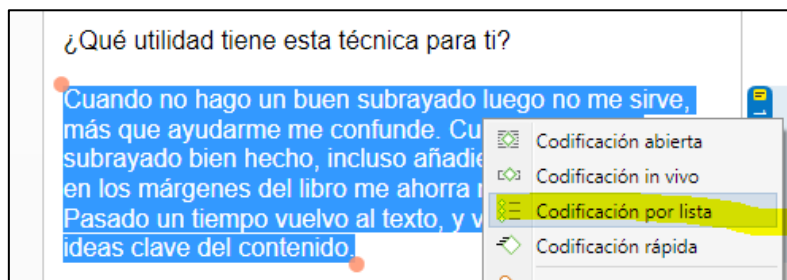 ¿Qué utilidad tiene esta técnica para ti?
Cuando no hago un buen subrayado luego no me sirve,
más que ayudarme me confunde. Cu
subrayado bien hecho, incluso añadie
en los márgenes del libro me ahorra
Pasado un tiempo vuelvo al texto, y v
ideas clave del contenido.
Codificación abierta
Codificación in vivo
Codificación por lista
Codificación rápida